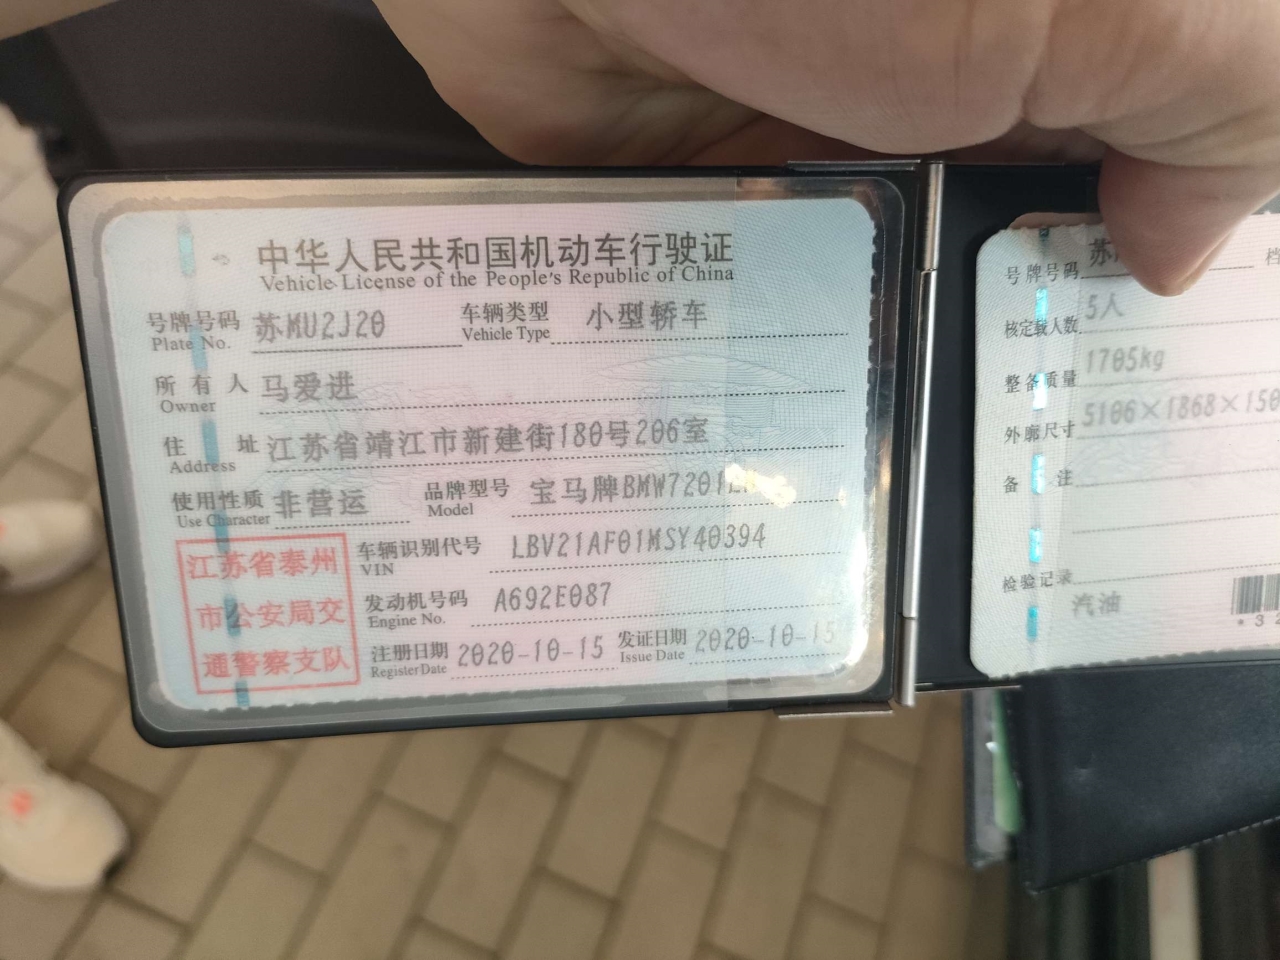 中华人民共和国机动车行驶证
Vehicle License of the People's Republic of China
号牌号码 苏MU2J20 车辆类型 小型轿车
Plate No. Vehicle Type
所有人 马爱进
Owner
住址 江苏省靖江市新建街180号206室
Address
使用性质 非营运 品牌型号 宝马牌BMW7201
Use Character Model
车辆识别代号 LBV21AF01MSY40394
VIN
发动机号码 A692E087
Engine No.
注册日期 2020-10-15 发证日期 2020-10-15
Register Date Issue Date
江苏省泰州
市公安局交
通警察支队
号牌号码 苏
核定载人数 5人
整备质量 1705kg
外廓尺寸 5106×1868×150
备注
检验记录
汽油
*32